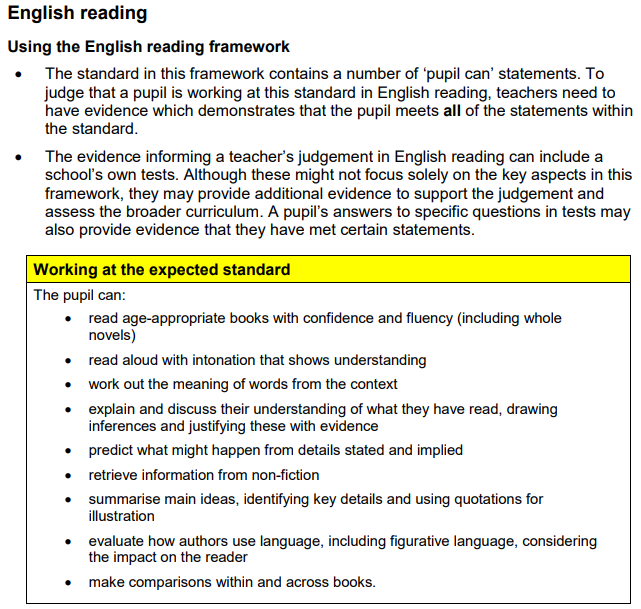 English reading
Using the English reading framework
• The standard in this framework contains a number of ‘pupil can’ statements. To
judge that a pupil is working at this standard in English reading, teachers need to
have evidence which demonstrates that the pupil meets all of the statements within
the standard.
• The evidence informing a teacher’s judgement in English reading can include a
school’s own tests. Although these might not focus solely on the key aspects in this
framework, they may provide additional evidence to support the judgement and
assess the broader curriculum. A pupil’s answers to specific questions in tests may
also provide evidence that they have met certain statements.
Working at the expected standard
The pupil can:
• read age-appropriate books with confidence and fluency (including whole
novels)
• read aloud with intonation that shows understanding
• work out the meaning of words from the context
• explain and discuss their understanding of what they have read, drawing
inferences and justifying these with evidence
• predict what might happen from details stated and implied
• retrieve information from non-fiction
• summarise main ideas, identifying key details and using quotations for
illustration
• evaluate how authors use language, including figurative language, considering
the impact on the reader
• make comparisons within and across books.